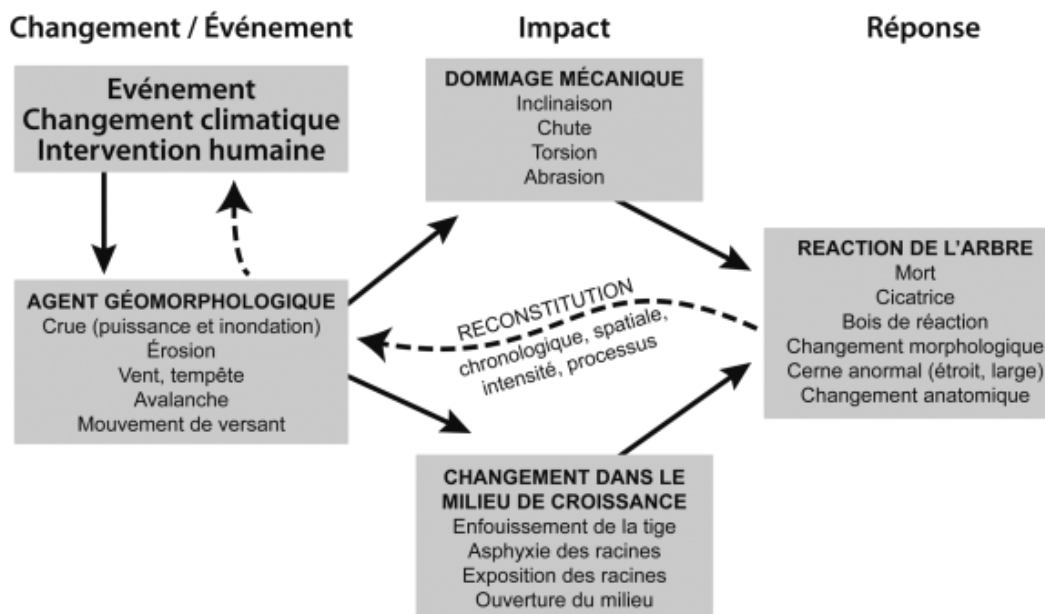 Changement / Événement
Impact
Réponse
Evénement
Changement climatique
Intervention humaine
DOMMAGE MÉCANIQUE
Inclinaison
Chute
Torsion
Abrasion
AGENT GÉOMORPHOLOGIQUE
Crue (puissance et inondation)
Érosion
Vent, tempête
Avalanche
Mouvement de versant
RECONSTITUTION
chronologique, spatiale,
intensité, processus
REACTION DE L'ARBRE
Mort
Cicatrice
Bois de réaction
Changement morphologique
Cerne anormal (étroit, large)
Changement anatomique
CHANGEMENT DANS LE
MILIEU DE CROISSANCE
Enfouissement de la tige
Asphyxie des racines
Exposition des racines
Ouverture du milieu